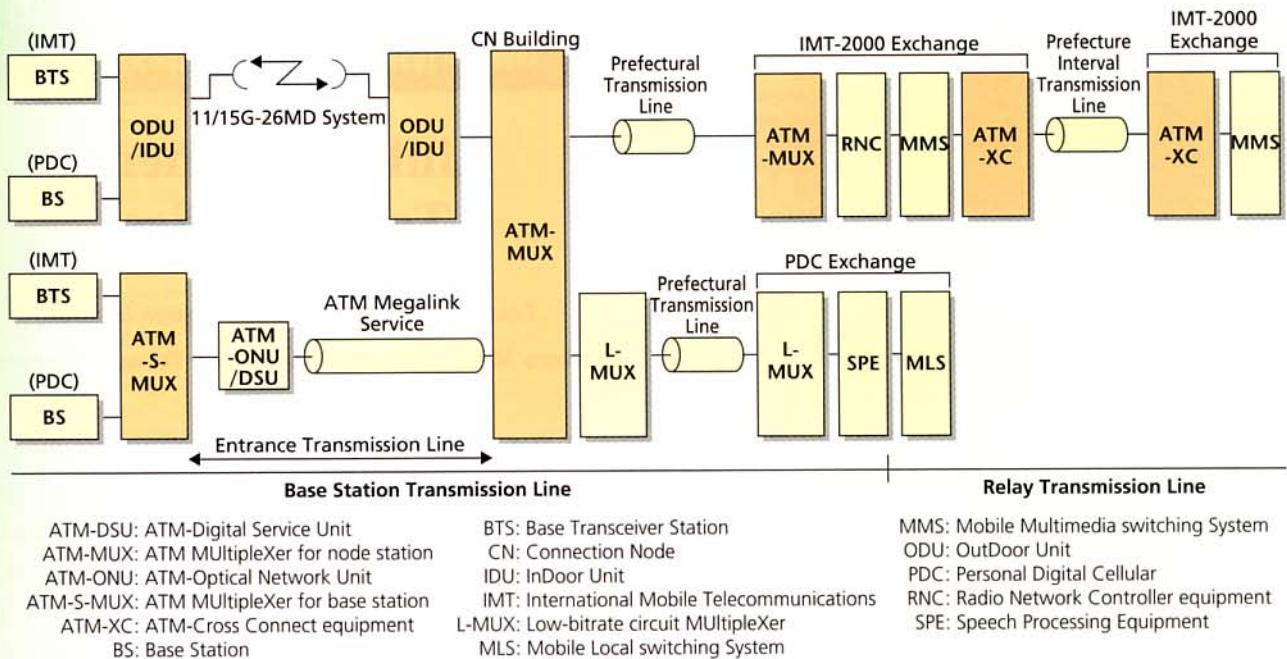 (IMT)
BTS
(PDC)
BS
ODU
/IDU
11/15G-26MD System
ODU
/IDU
CN Building
ATM-
MUX
Prefectural
Transmission
Line
IMT-2000 Exchange
ATM
-MUX
RNC
MMS
ATM
-XC
Prefecture
Interval
Transmission
Line
IMT-2000
Exchange
ATM
-XC
MMS
(IMT)
BTS
(PDC)
BS
ATM
-S-
MUX
ATM
-ONU
/DSU
ATM Megalink
Service
L-
MUX
Prefectural
Transmission
Line
PDC Exchange
L-
MUX
SPE
MLS
Entrance Transmission Line
Base Station Transmission Line
Relay Transmission Line
ATM-DSU: ATM-Digital Service Unit
ATM-MUX: ATM MUltipleXer for node station
ATM-ONU: ATM-Optical Network Unit
ATM-S-MUX: ATM MUltipleXer for base station
ATM-XC: ATM-Cross Connect equipment
BS: Base Station
BTS: Base Transceiver Station
CN: Connection Node
IDU: InDoor Unit
IMT: International Mobile Telecommunications
L-MUX: Low-bitrate circuit MUltipleXer
MLS: Mobile Local switching System
MMS: Mobile Multimedia switching System
ODU: OutDoor Unit
PDC: Personal Digital Cellular
RNC: Radio Network Controller equipment
SPE: Speech Processing Equipment